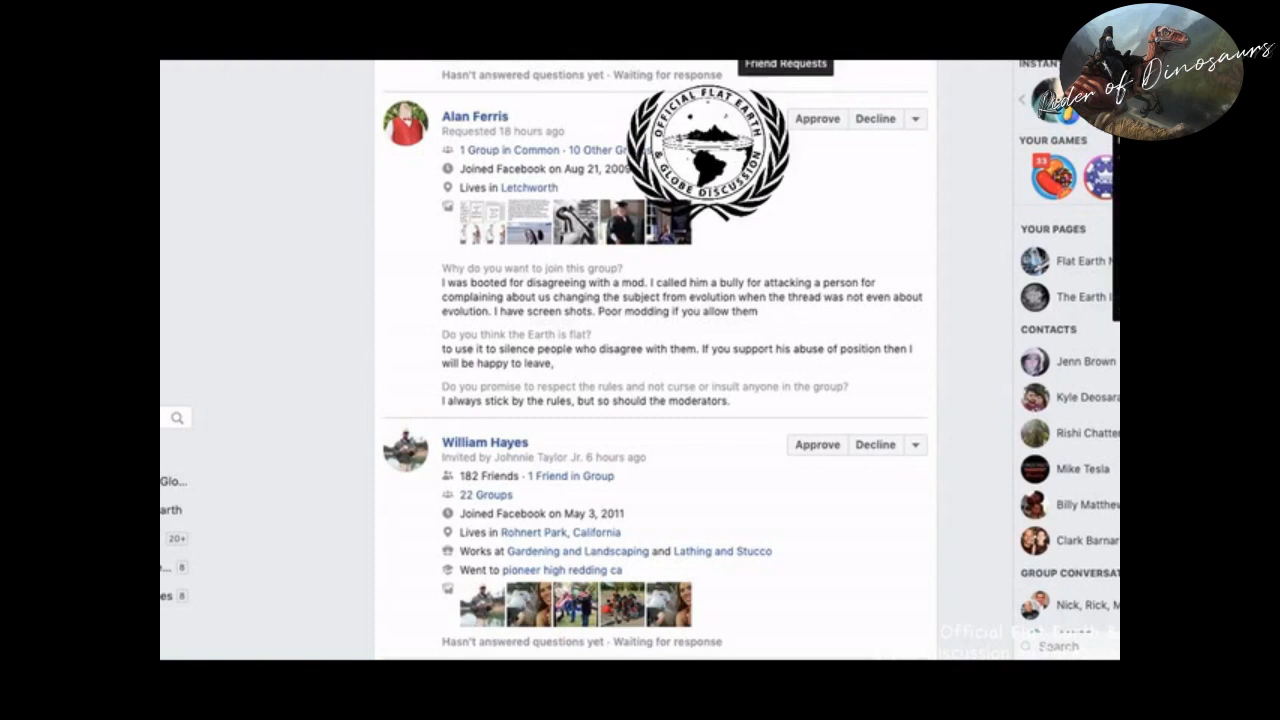 Friend Requests
Hasn't answered questions yet · Waiting for response
Alan Ferris
Requested 18 hours ago
1 Group in Common · 10 Other
Joined Facebook on Aug 21, 2009
Lives in Letchworth
Approve
Decline
OFFICIAL FLAT EARTH
& GLOBE DISCUSSION
Why do you want to join this group?
I was booted for disagreeing with a mod. I called him a bully for attacking a person for
complaining about us changing the subject from evolution when the thread was not even about
evolution. I have screen shots. Poor modding if you allow them
Do you think the Earth is flat?
to use it to silence people who disagree with them. If you support his abuse of position then I
will be happy to leave,
Do you promise to respect the rules and not curse or insult anyone in the group?
I always stick by the rules, but so should the moderators.
William Hayes
Invited by Johnnie Taylor Jr. 6 hours ago
Approve
Decline
182 Friends · 1 Friend in Group
22 Groups
Joined Facebook on May 3, 2011
Lives in Rohnert Park, California
Works at Gardening and Landscaping and Lathing and Stucco
Went to pioneer high redding ca
Hasn't answered questions yet · Waiting for response
Glo...
arth
20+
... 8
es 8
Order of Dinosaurs
INSTAN
YOUR GAMES
33
YOUR PAGES
Flat Earth
The Earth
CONTACTS
Jenn Brown
Kyle Deosara
Rishi Chatter
Mike Tesla
Billy Matthew
Clark Barnar
GROUP CONVERSAT
Nick, Rick, M
Search
Official Flat Earth &
iscussion